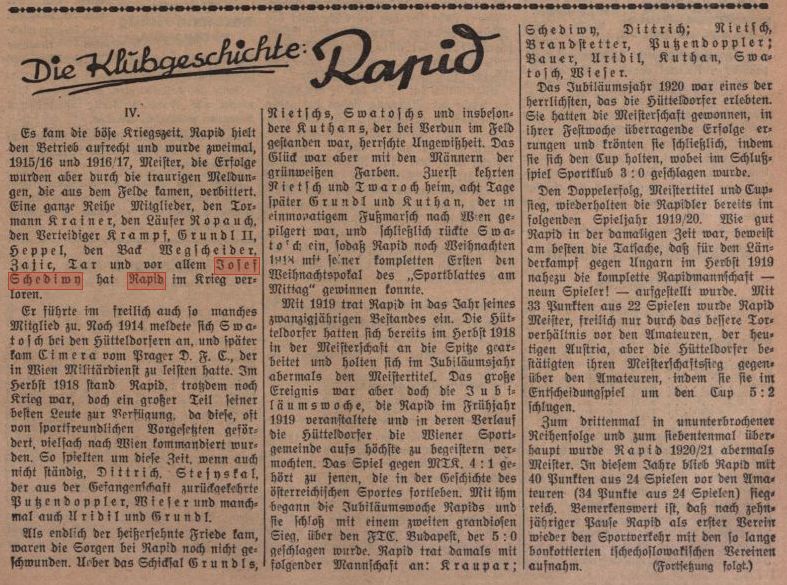 Die Klubgeschichte: Rapid
IV.
Es kam die böse Kriegszeit. Rapid hielt
den Betrieb aufrecht und wurde zweimal,
1915/16 und 1916/17, Meister, die Erfolge
wurden aber durch die traurigen Meldun-
gen, die aus dem Felde kamen, verbittert.
Eine ganze Reihe Mitglieder, den Tor-
mann Krainer, den Läufer Ropauch,
den Verteidiger Krampf, Grundl II,
Heppel, den Back Wegscheider,
Zajic, Tar und vor allem Josef
Schediwy hat Rapid im Krieg ver-
loren.
Er führte im freilich auch so manches
Mitglied zu. Noch 1914 meldete sich Swa-
tosch bei den Hütteldorfern an, und später
kam Cimera vom Prager D. F. C., der
in Wien Militärdienst zu leisten hatte. Im
Herbst 1918 stand Rapid, trotzdem noch
Krieg war, doch ein großer Teil seiner
besten Leute zur Verfügung, da diese, oft
von sportfreundlichen Vorgesetzten geför-
dert, vielfach nach Wien kommandiert wur-
den. So spielten um diese Zeit, wenn auch
nicht ständig, Dittrich, Stejyskal,
der aus der Gefangenschaft zurückgekehrte
Putzendoppler, Wieser und manch-
mal auch Uridil und Grundl.
Als endlich der heißersehnte Friede kam,
waren die Sorgen bei Rapid noch nicht ge-
schwunden. Ueber das Schicksal Grundls,
Nietschs, Swatoschs und insbeson-
dere Kuthans, der bei Verdun im Feld
gestanden war, herrschte Ungewißheit. Das
Glück war aber mit den Männern der
grünweißen Farben. Zuerst kehrten
Nietsch und Twaroch heim, acht Tage
später Grundl und Kuthan, der in
einmonatigem Fußmarsch nach Wien ge-
pilgert war, und schließlich rückte Swa-
tosch ein, sodaß Rapid noch Weihnachten
1918 mit seiner kompletten Ersten den
Weihnachtspokal des „Sportblattes am
Mittag" gewinnen konnte.
Mit 1919 trat Rapid in das Jahr seines
zwanzigjährigen Bestandes ein. Die Hüt-
teldorfer hatten sich bereits im Herbst 1918
in der Meisterschaft an die Spitze gear-
beitet und holten sich im Jubiläumsjahr
abermals den Meistertitel. Das große
Ereignis war aber doch die Jubi-
läumswoche, die Rapid im Frühjahr
1919 veranstaltete und in deren Verlauf
die Hütteldorfer die Wiener Sport-
gemeinde aufs höchste zu begeistern ver-
mochten. Das Spiel gegen MTK. 4:1 ge-
hört zu jenen, die in der Geschichte des
österreichischen Sportes fortleben. Mit ihm
begann die Jubiläumswoche Rapids und
sie schloß mit einem zweiten grandiosen
Sieg, über den FTC. Budapest, der 5:0
geschlagen wurde. Rapid trat damals mit
folgender Mannschaft an: Kraupar;
Schediwy, Dittrich; Nietsch,
Brandstetter, Putzendoppler;
Bauer, Uridil, Kuthan, Swa-
tosch, Wieser.
Das Jubiläumsjahr 1920 war eines der
herrlichsten, das die Hütteldorfer erlebten.
Sie hatten die Meisterschaft gewonnen, in
ihrer Festwoche überragende Erfolge er-
rungen und krönten sie schließlich, indem
sie sich den Cup holten, wobei im Schluß-
spiel Sportklub 3:0 geschlagen wurde.
Den Doppelerfolg, Meistertitel und Cup-
sieg, wiederholten die Rapidler bereits im
folgenden Spieljahr 1919/20. Wie gut
Rapid in der damaligen Zeit war, beweist
am besten die Tatsache, daß für den Län-
derkampf gegen Ungarn im Herbst 1919
nahezu die komplette Rapidmannschaft —
neun Spieler! — aufgestellt wurde. Mit
33 Punkten aus 22 Spielen wurde Rapid
Meister, freilich nur durch das bessere Tor-
verhältnis vor den Amateuren, der heu-
tigen Austria, aber die Hütteldorfer be-
stätigten ihren Meisterschaftssieg gegen-
über den Amateuren, indem sie sie im
Entscheidungspiel um den Cup 5:2
schlugen.
Zum drittenmal in ununterbrochener
Reihenfolge und zum siebentenmal über-
haupt wurde Rapid 1920/21 abermals
Meister. In diesem Jahre blieb Rapid mit
40 Punkten aus 24 Spielen vor den Ama-
teuren (34 Punkte aus 24 Spielen) sieg-
reich. Bemerkenswert ist, daß nach zehn-
jähriger Pause Rapid als erster Verein
wieder den Sportverkehr mit den so lange
bonkottierten tschechoslowakischen Vereinen
aufnahm. (Fortsetzung folgt.)